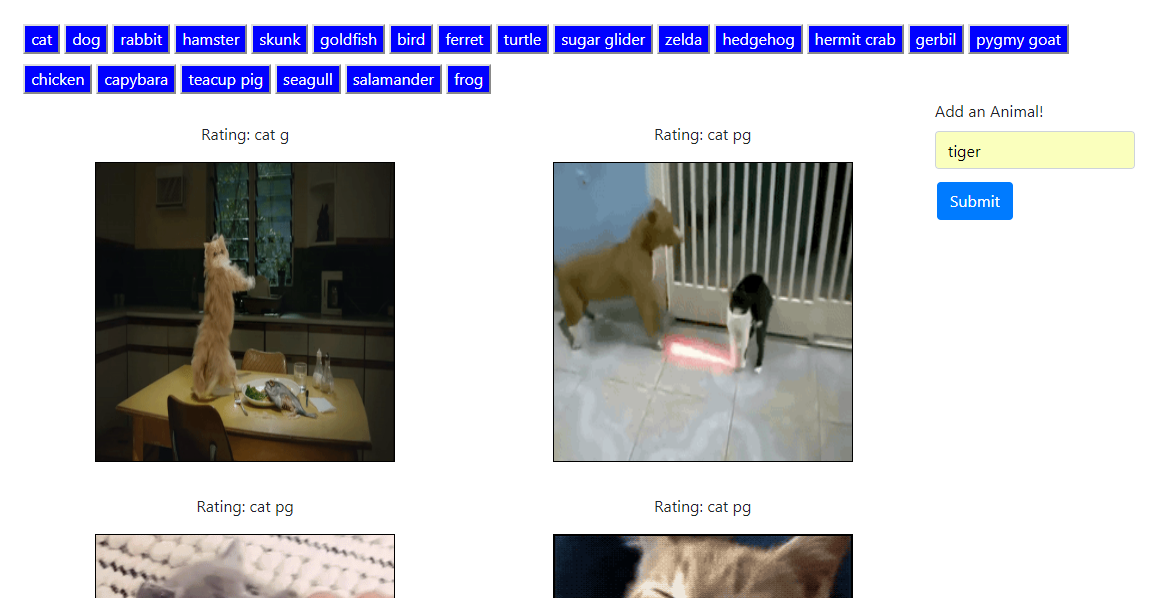 cat dog rabbit hamster skunk goldfish bird ferret turtle sugar glider zelda hedgehog hermit crab gerbil pygmy goat
chicken capybara teacup pig seagull salamander frog
Add an Animal!
Rating: cat g
Rating: cat pg
tiger
Submit
Rating: cat pg
Rating: cat pg